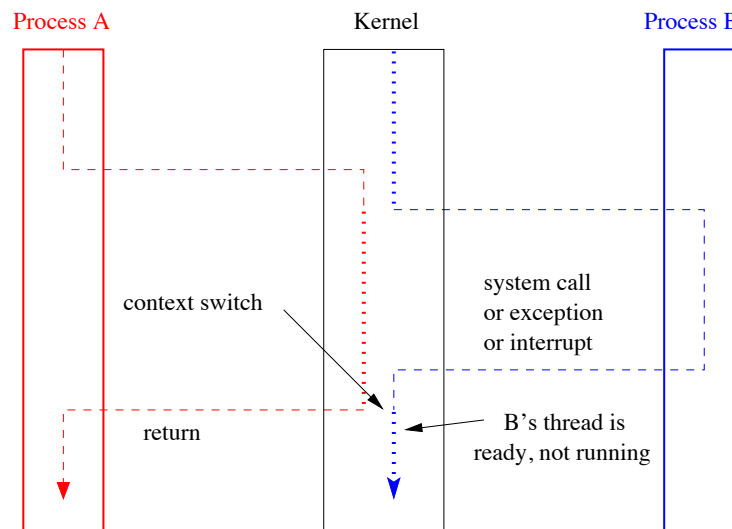 Process A
Kernel
Process B
system call
or exception
or interrupt
context switch
return
B’s thread is
ready, not running